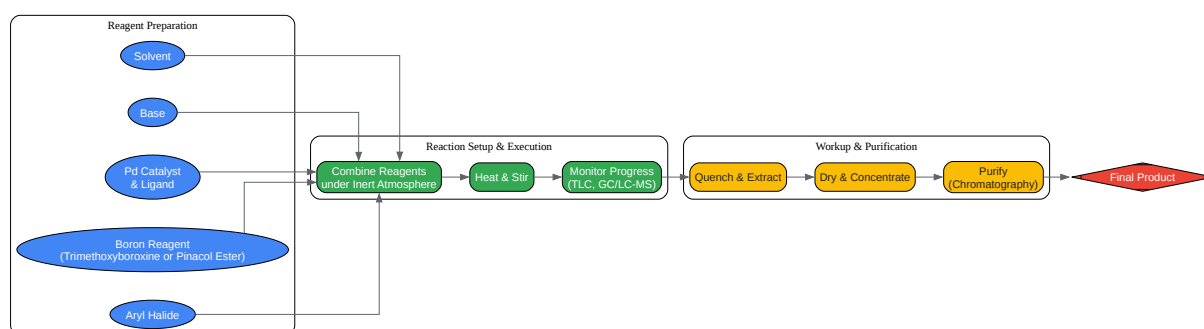 Reagent Preparation
Solvent
Base
Pd Catalyst
& Ligand
Boron Reagent
(Trimethoxyboroxine or Pinacol Ester)
Aryl Halide
Reaction Setup & Execution
Combine Reagents
under Inert Atmosphere
Heat & Stir
Monitor Progress
(TLC, GC/LC-MS)
Workup & Purification
Quench & Extract
Dry & Concentrate
Purify
(Chromatography)
Final Product